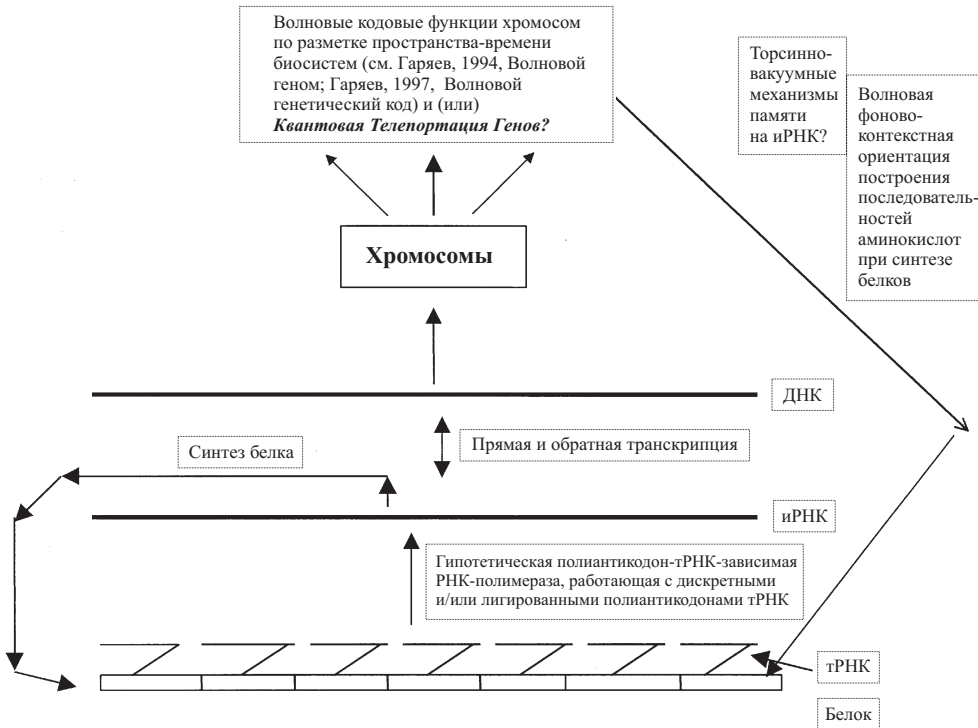 Волновые кодовые функции хромосом
по разметке пространства-времени
биосистем (см. Гаряев, 1994, Волновой
геном; Гаряев, 1997, Волновой
генетический код) и (или)
Квантовая Телепортация Генов?
Торсинно-
вакуумные
механизмы
памяти
на иРНК?
Волновая
фоново-
контекстная
ориентация
построения
последователь-
ностей
аминокислот
при синтезе
белков
Хромосомы
ДНК
Прямая и обратная транскрипция
Синтез белка
иРНК
Гипотетическая полиантикодон-тРНК-зависимая
РНК-полимераза, работающая с дискретными
и/или лигированными полиантикодонами тРНК
тРНК
Белок